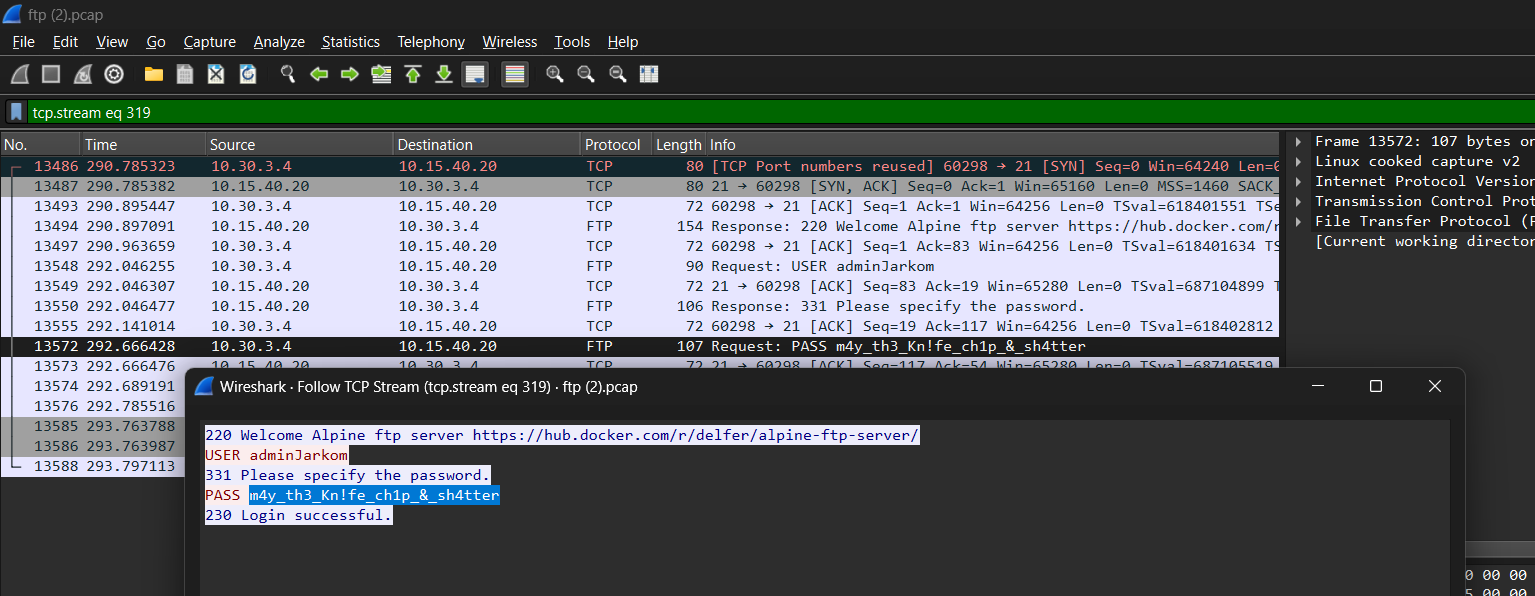 ftp (2).pcap
File Edit View Go Capture Analyze Statistics Telephony Wireless Tools Help
tcp.stream eq 319
No. Time Source Destination Protocol Length Info
13486 290.785323 10.30.3.4 10.15.40.20 TCP 80 [TCP Port numbers reused] 60298 → 21 [SYN] Seq=0 Win=64240 Len=0
13487 290.785382 10.15.40.20 10.30.3.4 TCP 80 21 → 60298 [SYN, ACK] Seq=0 Ack=1 Win=65160 Len=0 MSS=1460 SACK_
13493 290.895447 10.30.3.4 10.15.40.20 TCP 72 60298 → 21 [ACK] Seq=1 Ack=1 Win=64256 Len=0 TSval=618401551 TSe
13494 290.897091 10.15.40.20 10.30.3.4 FTP 154 Response: 220 Welcome Alpine ftp server https://hub.docker.com/r
13497 290.963659 10.30.3.4 10.15.40.20 TCP 72 60298 → 21 [ACK] Seq=1 Ack=83 Win=64256 Len=0 TSval=618401634 TS
13548 292.046255 10.30.3.4 10.15.40.20 FTP 90 Request: USER adminJarkom
13549 292.046307 10.15.40.20 10.30.3.4 TCP 72 21 → 60298 [ACK] Seq=83 Ack=19 Win=65280 Len=0 TSval=687104899 T
13550 292.046477 10.15.40.20 10.30.3.4 FTP 106 Response: 331 Please specify the password.
13555 292.141014 10.30.3.4 10.15.40.20 TCP 72 60298 → 21 [ACK] Seq=19 Ack=117 Win=64256 Len=0 TSval=618402812
13572 292.666428 10.30.3.4 10.15.40.20 FTP 107 Request: PASS m4y_th3_Kn!fe_ch1p_&_sh4tter
13573 292.666476 10.15.40.20 10.30.3.4 TCP 72 21 → 60298 [ACK] Seq=117 Ack=54 Win=65280 Len=0 TSval=687105519
13574 292.689191
13576 292.785516
13585 293.763788
13586 293.763987
13588 293.797113
Frame 13572: 107 bytes on
Linux cooked capture v2
Internet Protocol Version
Transmission Control Prot
File Transfer Protocol (F
[Current working director
Wireshark · Follow TCP Stream (tcp.stream eq 319) · ftp (2).pcap
220 Welcome Alpine ftp server https://hub.docker.com/r/delfer/alpine-ftp-server/
USER adminJarkom
331 Please specify the password.
PASS m4y_th3_Kn!fe_ch1p_&_sh4tter
230 Login successful.
00 00
00 00